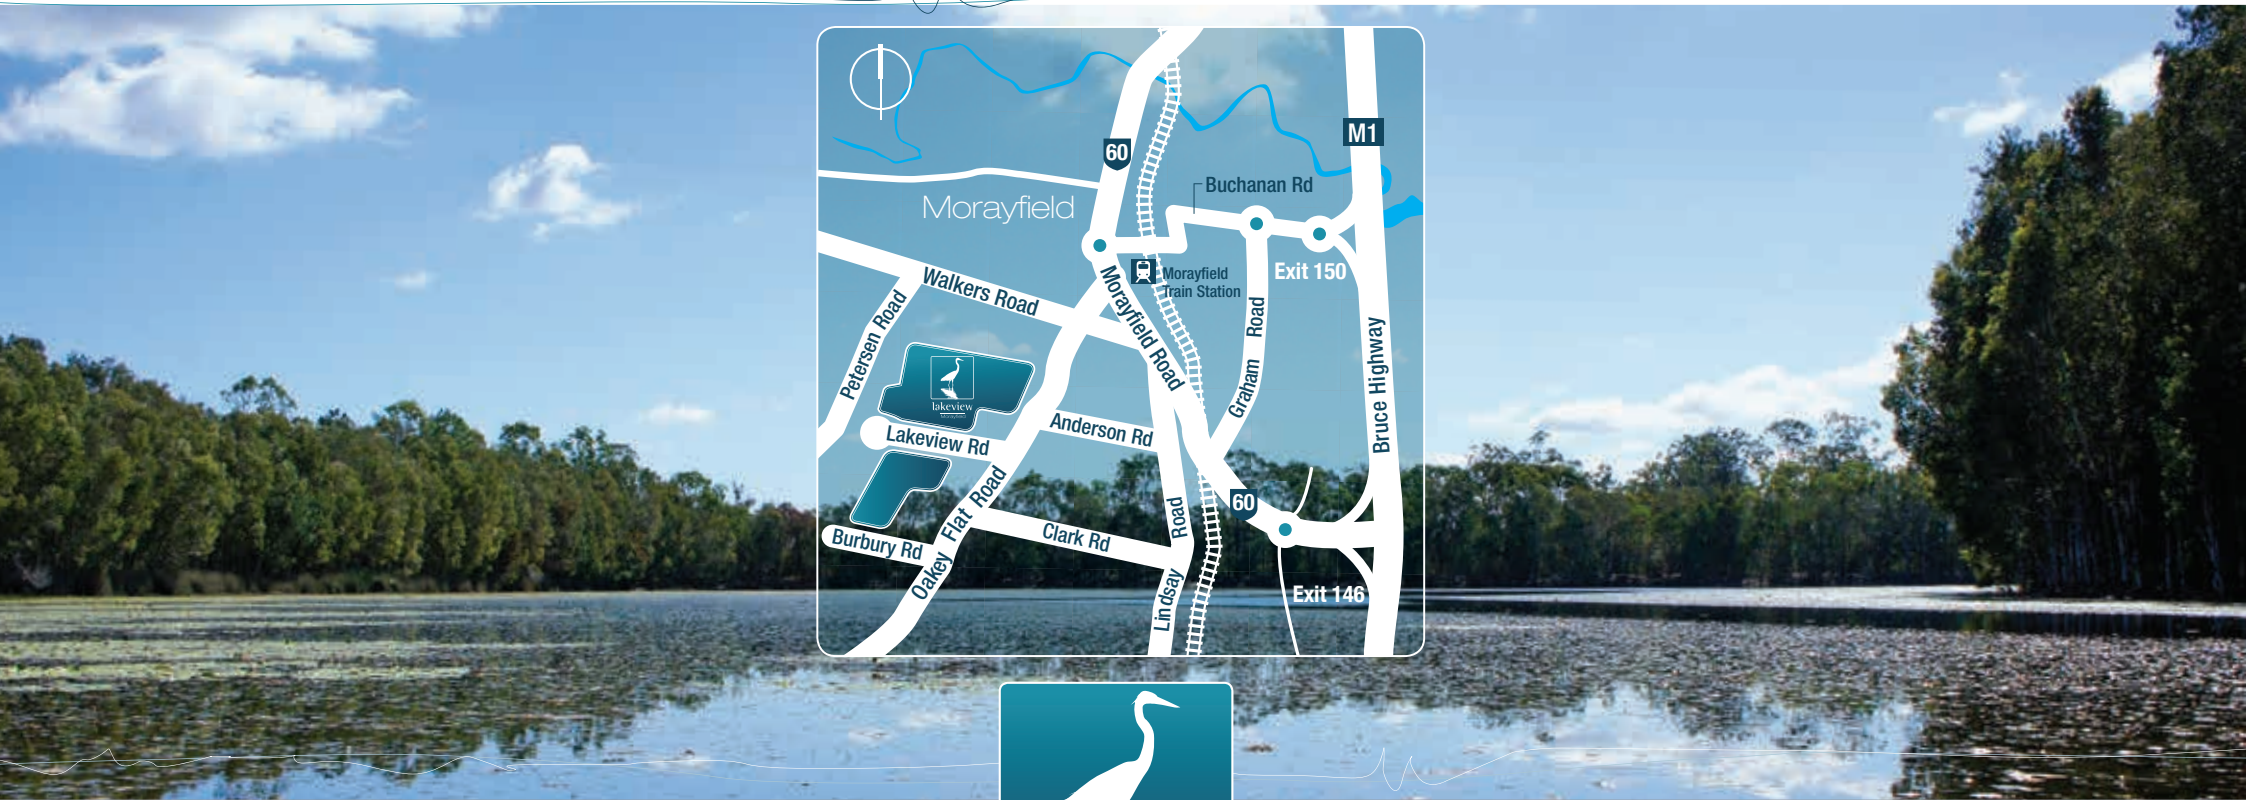 M1
60
Buchanan Rd
Morayfield
Exit 150
Morayfield
Train Station
Walkers Road
Morayfield Road
Petersen Road
Graham Road
Bruce Highway
lakeview
Morayfield
Lakeview Rd
Anderson Rd
60
Oakey Flat Road
Clark Rd
Burbury Rd
Lindsay Road
Exit 146